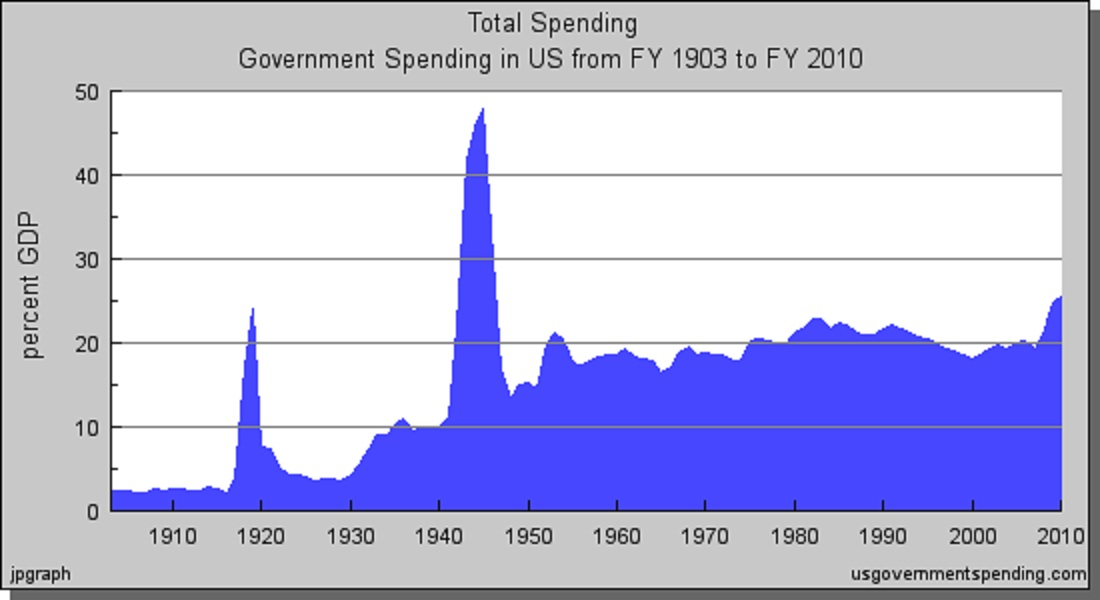 Total Spending
Government Spending in US from FY 1903 to FY 2010
percent GDP
50
40
30
20
10
0
1910 1920 1930 1940 1950 1960 1970 1980 1990 2000 2010
jpgraph
usgovernmentspending.com